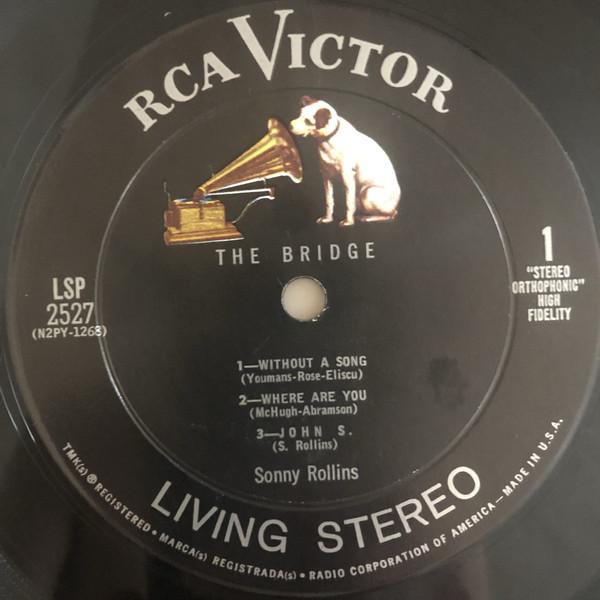 RCA VICTOR
THE BRIDGE
LSP
2527
(N2PY-1268)
1
"STEREO
ORTHOPHONIC"
HIGH
FIDELITY
1—WITHOUT A SONG
(Youmans-Rose-Eliscu)
2—WHERE ARE YOU
(McHugh-Abramson)
3—JOHN S.
(S. Rollins)
Sonny Rollins
LIVING STEREO
TMK(s) ® REGISTERED • MARCA(s) REGISTRADA(s) • RADIO CORPORATION OF AMERICA—MADE IN U.S.A.